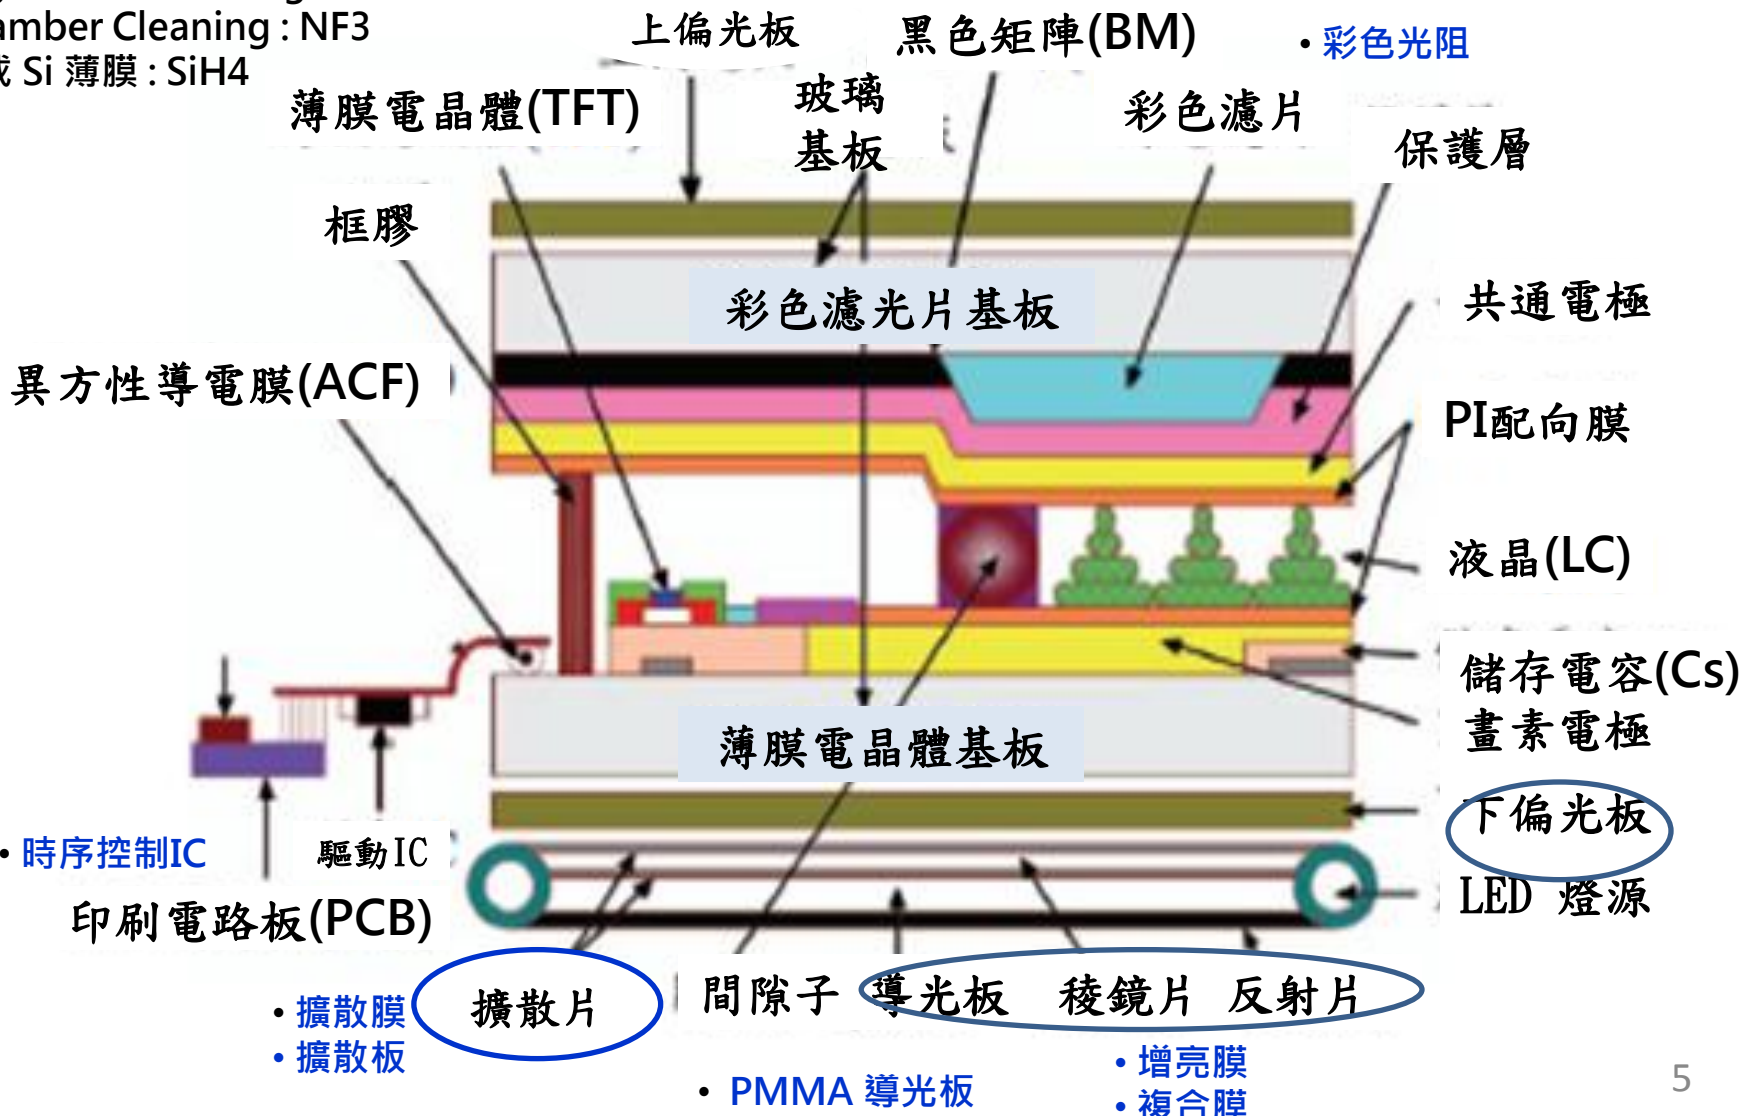 amber Cleaning : NF3
Si 薄膜 : SiH4
上偏光板
黑色矩陣(BM)
• 彩色光阻
薄膜電晶體(TFT)
玻璃
基板
彩色濾片
保護層
框膠
彩色濾光片基板
共通電極
異方性導電膜(ACF)
PI配向膜
液晶(LC)
儲存電容(Cs)
畫素電極
薄膜電晶體基板
下偏光板
• 時序控制IC
驅動IC
LED 燈源
印刷電路板(PCB)
擴散片
間隙子
導光板
稜鏡片
反射片
• 擴散膜
• 擴散板
• PMMA 導光板
• 增亮膜
• 複合膜
5